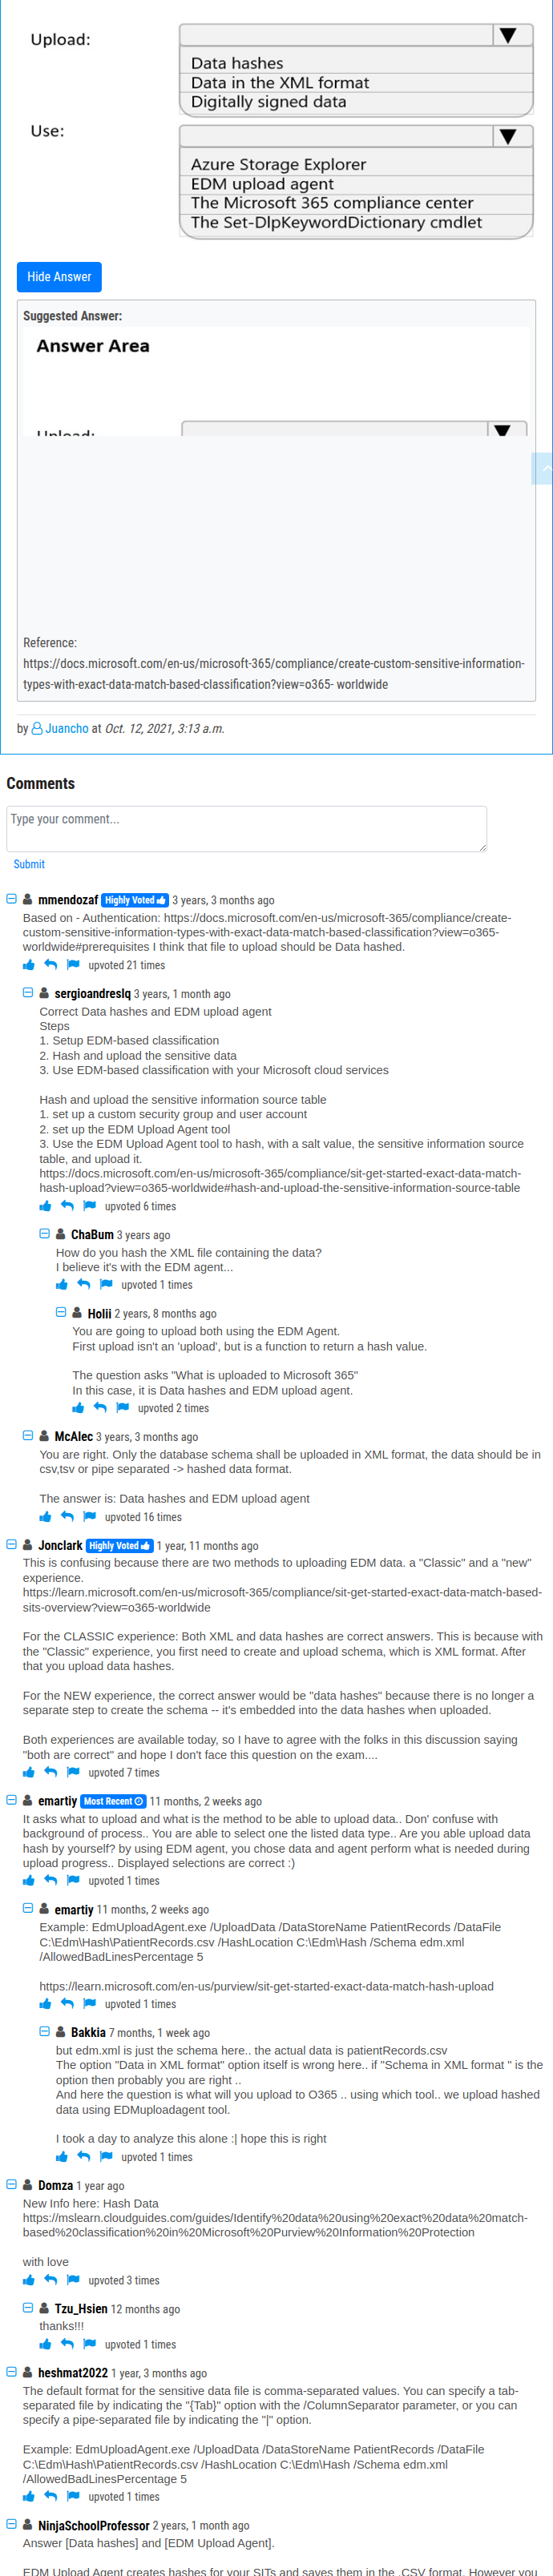 Upload:
Data hashes
Data in the XML format
Digitally signed data
Use:
Azure Storage Explorer
EDM upload agent
The Microsoft 365 compliance center
The Set-DlpKeywordDictionary cmdlet
Hide Answer
Suggested Answer:
Answer Area
Upload:
Reference:
https://docs.microsoft.com/en-us/microsoft-365/compliance/create-custom-sensitive-information-
types-with-exact-data-match-based-classification?view=o365- worldwide
by Juancho at Oct. 12, 2021, 3:13 a.m.
Comments
Type your comment...
Submit
mmendozaf Highly Voted 3 years, 3 months ago
Based on - Authentication: https://docs.microsoft.com/en-us/microsoft-365/compliance/create-
custom-sensitive-information-types-with-exact-data-match-based-classification?view=o365-
worldwide#prerequisites I think that file to upload should be Data hashed.
upvoted 21 times
sergioandreslq 3 years, 1 month ago
Correct Data hashes and EDM upload agent
Steps
1. Setup EDM-based classification
2. Hash and upload the sensitive data
3. Use EDM-based classification with your Microsoft cloud services
Hash and upload the sensitive information source table
1. set up a custom security group and user account
2. set up the EDM Upload Agent tool
3. Use the EDM Upload Agent tool to hash, with a salt value, the sensitive information source
table, and upload it.
https://docs.microsoft.com/en-us/microsoft-365/compliance/sit-get-started-exact-data-match-
hash-upload?view=o365-worldwide#hash-and-upload-the-sensitive-information-source-table
upvoted 6 times
ChaBum 3 years ago
How do you hash the XML file containing the data?
I believe it's with the EDM agent...
upvoted 1 times
Holii 2 years, 8 months ago
You are going to upload both using the EDM Agent.
First upload isn't an 'upload', but is a function to return a hash value.
The question asks "What is uploaded to Microsoft 365"
In this case, it is Data hashes and EDM upload agent.
upvoted 2 times
McAlec 3 years, 3 months ago
You are right. Only the database schema shall be uploaded in XML format, the data should be in
csv,tsv or pipe separated -> hashed data format.
The answer is: Data hashes and EDM upload agent
upvoted 16 times
Jonclark Highly Voted 1 year, 11 months ago
This is confusing because there are two methods to uploading EDM data. a "Classic" and a "new"
experience.
https://learn.microsoft.com/en-us/microsoft-365/compliance/sit-get-started-exact-data-match-based-
sits-overview?view=o365-worldwide
For the CLASSIC experience: Both XML and data hashes are correct answers. This is because with
the "Classic" experience, you first need to create and upload schema, which is XML format. After
that you upload data hashes.
For the NEW experience, the correct answer would be "data hashes" because there is no longer a
separate step to create the schema -- it's embedded into the data hashes when uploaded.
Both experiences are available today, so I have to agree with the folks in this discussion saying
"both are correct" and hope I don't face this question on the exam....
upvoted 7 times
emartiy Most Recent 11 months, 2 weeks ago
It asks what to upload and what is the method to be able to upload data.. Don' confuse with
background of process.. You are able to select one the listed data type.. Are you able upload data
hash by yourself? by using EDM agent, you chose data and agent perform what is needed during
upload progress.. Displayed selections are correct :)
upvoted 1 times
emartiy 11 months, 2 weeks ago
Example: EdmUploadAgent.exe /UploadData /DataStoreName PatientRecords /DataFile
C:\Edm\Hash\PatientRecords.csv /HashLocation C:\Edm\Hash /Schema edm.xml
/AllowedBadLinesPercentage 5
https://learn.microsoft.com/en-us/purview/sit-get-started-exact-data-match-hash-upload
upvoted 1 times
Bakkia 7 months, 1 week ago
but edm.xml is just the schema here.. the actual data is patientRecords.csv
The option "Data in XML format" option itself is wrong here.. if "Schema in XML format " is the
option then probably you are right ..
And here the question is what will you upload to O365 .. using which tool.. we upload hashed
data using EDMuploadagent tool.
I took a day to analyze this alone :| hope this is right
upvoted 1 times
Domza 1 year ago
New Info here: Hash Data
https://mslearn.cloudguides.com/guides/Identify%20data%20using%20exact%20data%20match-
based%20classification%20in%20Microsoft%20Purview%20Information%20Protection
with love
upvoted 3 times
Tzu_Hsien 12 months ago
thanks!!!
upvoted 1 times
heshmat2022 1 year, 3 months ago
The default format for the sensitive data file is comma-separated values. You can specify a tab-
separated file by indicating the "{Tab}" option with the /ColumnSeparator parameter, or you can
specify a pipe-separated file by indicating the "|" option.
Example: EdmUploadAgent.exe /UploadData /DataStoreName PatientRecords /DataFile
C:\Edm\Hash\PatientRecords.csv /HashLocation C:\Edm\Hash /Schema edm.xml
/AllowedBadLinesPercentage 5
upvoted 1 times
NinjaSchoolProfessor 2 years, 1 month ago
Answer [Data hashes] and [EDM Upload Agent].
EDM Upload Agent creates hashes for your SITs and saves them in the .CSV format. However you